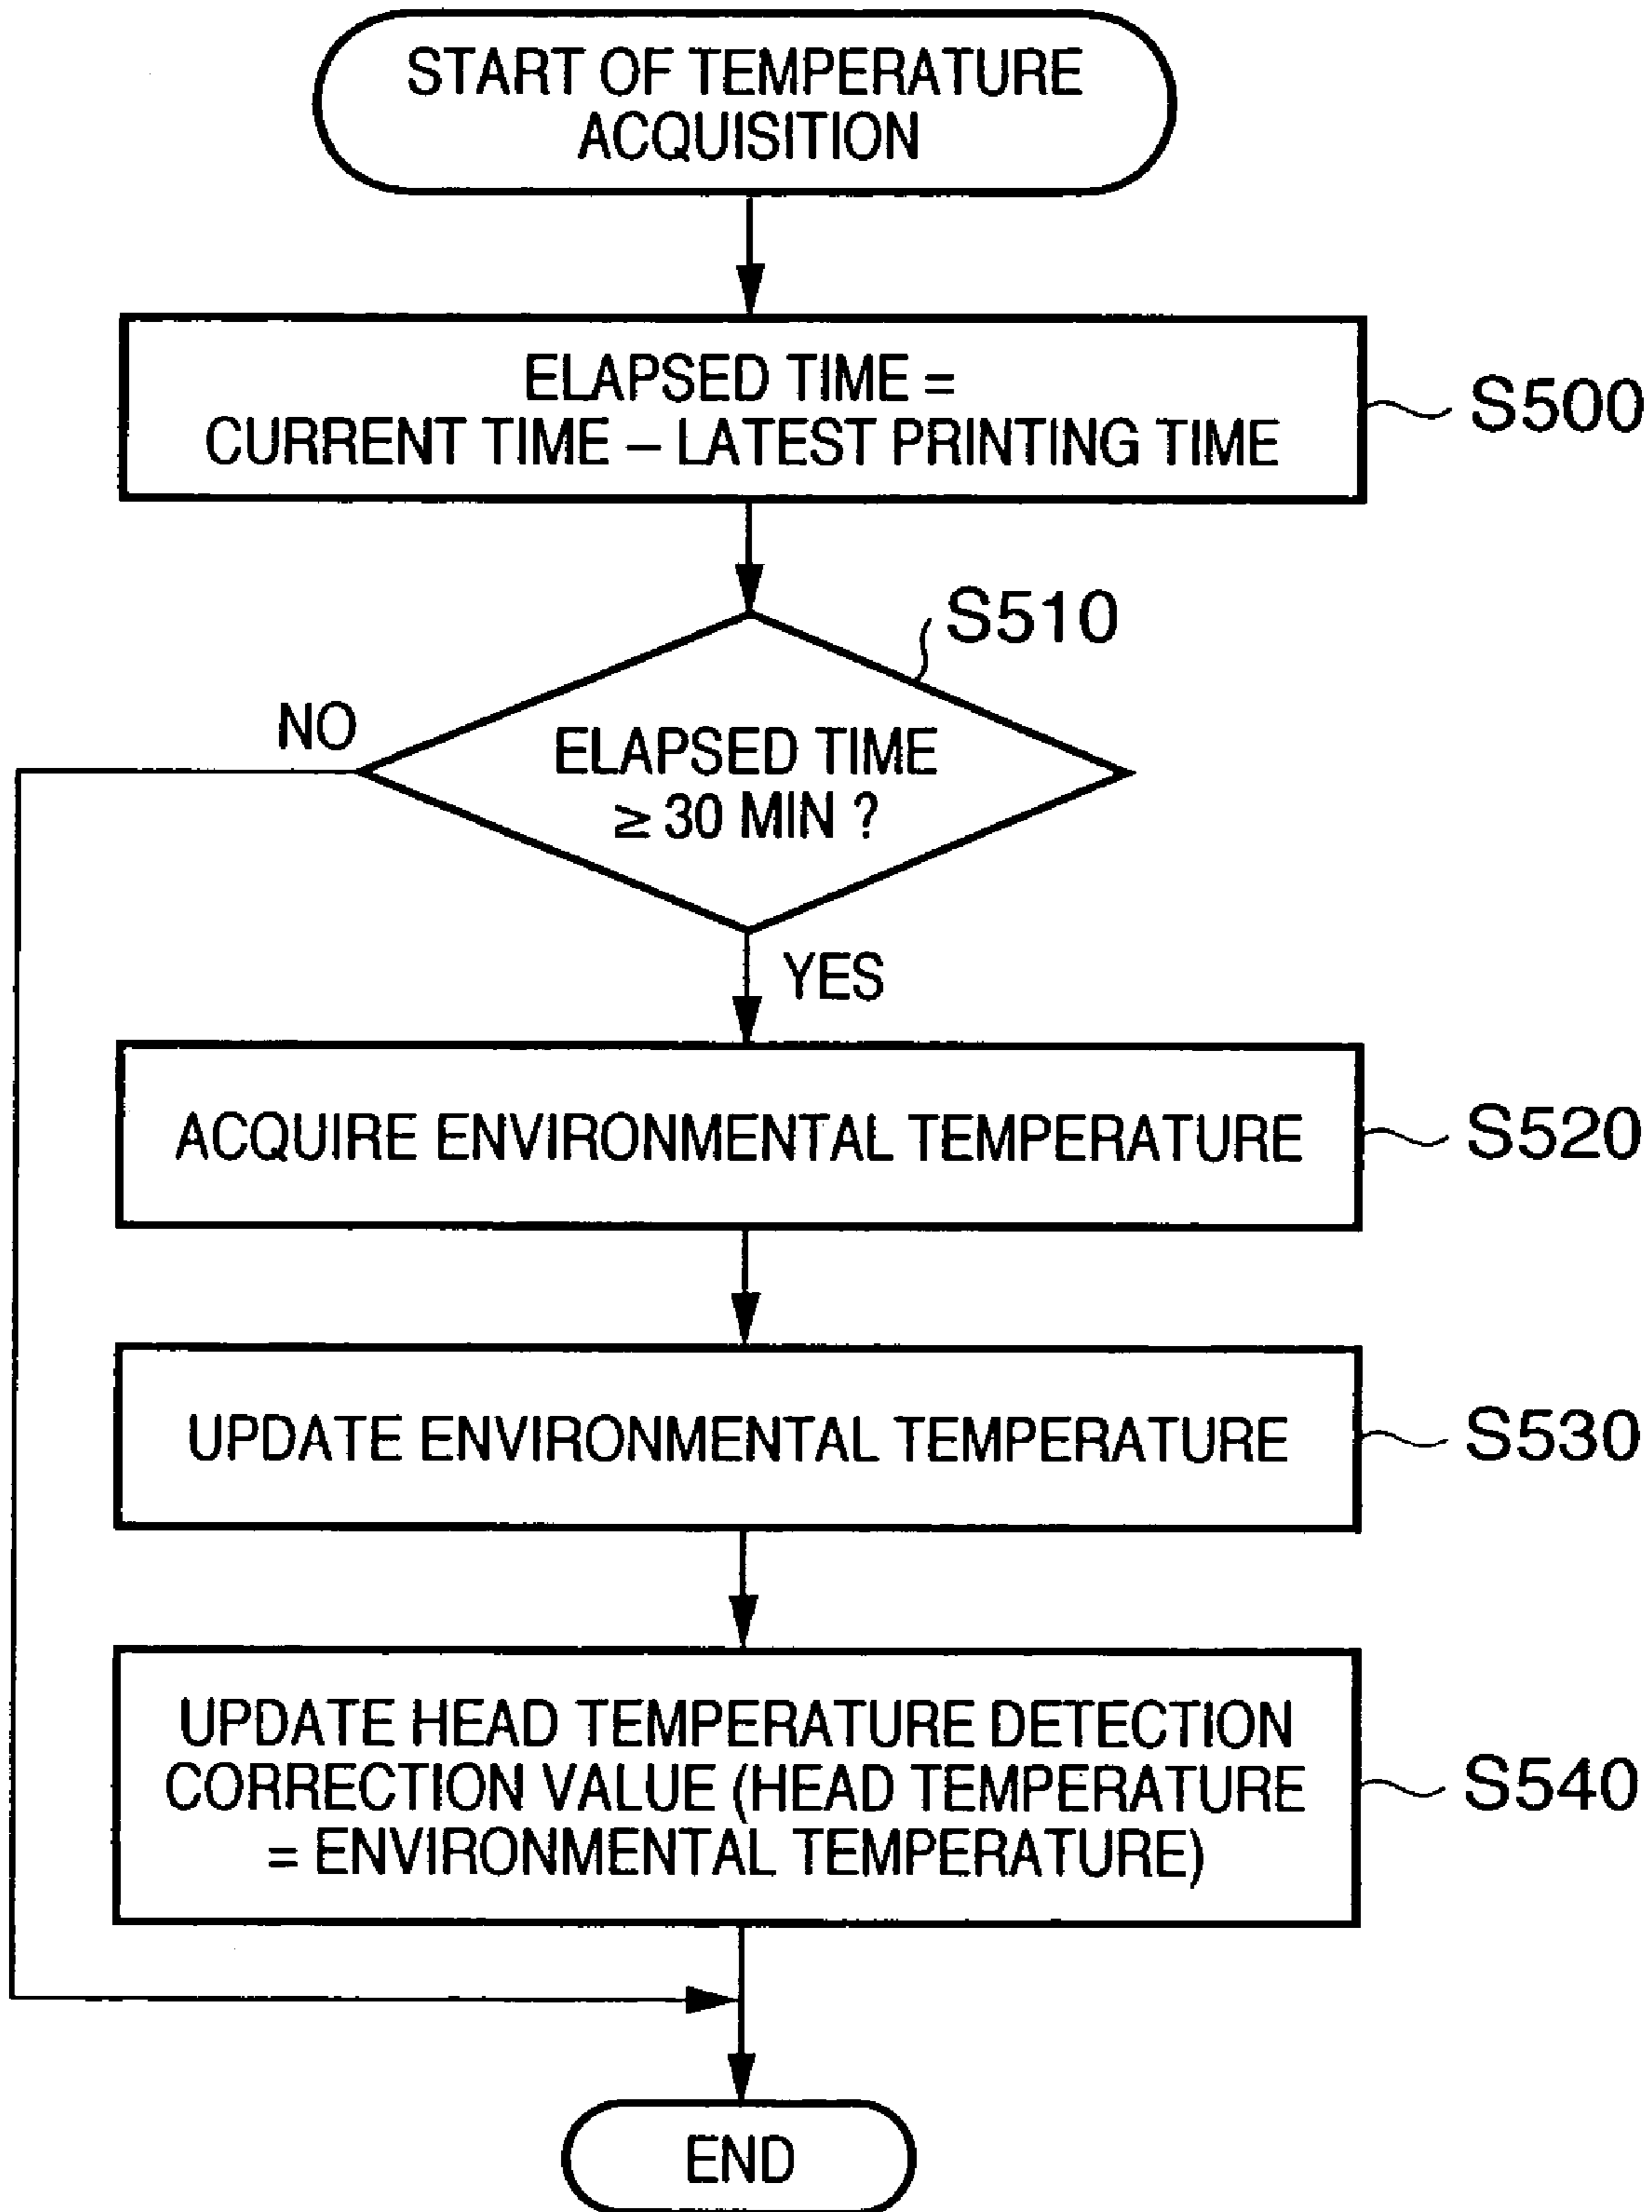 START OF TEMPERATURE
ACQUISITION
ELAPSED TIME =
CURRENT TIME – LATEST PRINTING TIME
S500
S510
NO
ELAPSED TIME
≥ 30 MIN ?
YES
ACQUIRE ENVIRONMENTAL TEMPERATURE
S520
UPDATE ENVIRONMENTAL TEMPERATURE
S530
UPDATE HEAD TEMPERATURE DETECTION
CORRECTION VALUE (HEAD TEMPERATURE
= ENVIRONMENTAL TEMPERATURE)
S540
END